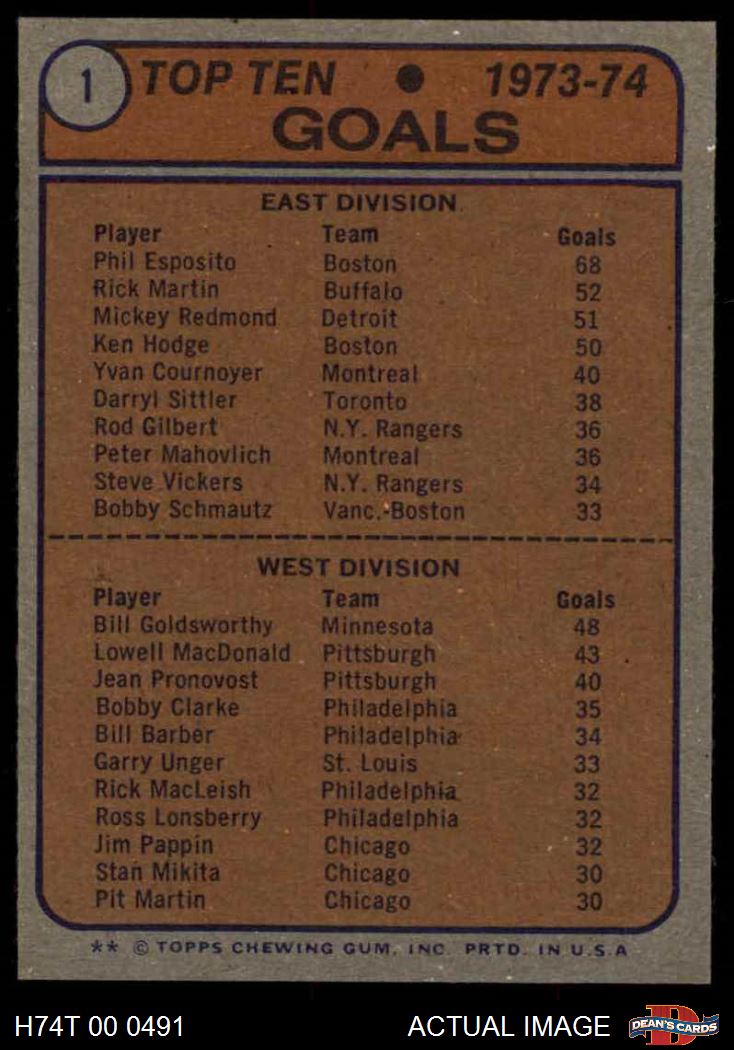 1 TOP TEN ● 1973-74
GOALS
EAST DIVISION
Player Team Goals
Phil Esposito Boston 68
Rick Martin Buffalo 52
Mickey Redmond Detroit 51
Ken Hodge Boston 50
Yvan Cournoyer Montreal 40
Darryl Sittler Toronto 38
Rod Gilbert N.Y. Rangers 36
Peter Mahovlich Montreal 36
Steve Vickers N.Y. Rangers 34
Bobby Schmautz Vanc.-Boston 33
WEST DIVISION
Player Team Goals
Bill Goldsworthy Minnesota 48
Lowell MacDonald Pittsburgh 43
Jean Pronovost Pittsburgh 40
Bobby Clarke Philadelphia 35
Bill Barber Philadelphia 34
Garry Unger St. Louis 33
Rick MacLeish Philadelphia 32
Ross Lonsberry Philadelphia 32
Jim Pappin Chicago 32
Stan Mikita Chicago 30
Pit Martin Chicago 30
** © TOPPS CHEWING GUM, INC. PRTD. IN U.S.A
H74T 00 0491 ACTUAL IMAGE DEAN'S CARDS